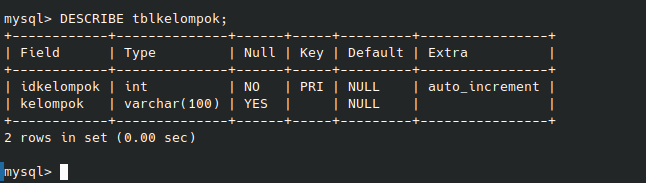 mysql> DESCRIBE tblkelompok;
+------------+--------------+------+-----+---------+----------------+
| Field      | Type         | Null | Key | Default | Extra          |
+------------+--------------+------+-----+---------+----------------+
| idkelompok | int          | NO   | PRI | NULL    | auto_increment |
| kelompok   | varchar(100) | YES  |     | NULL    |                |
+------------+--------------+------+-----+---------+----------------+
2 rows in set (0.00 sec)
mysql>